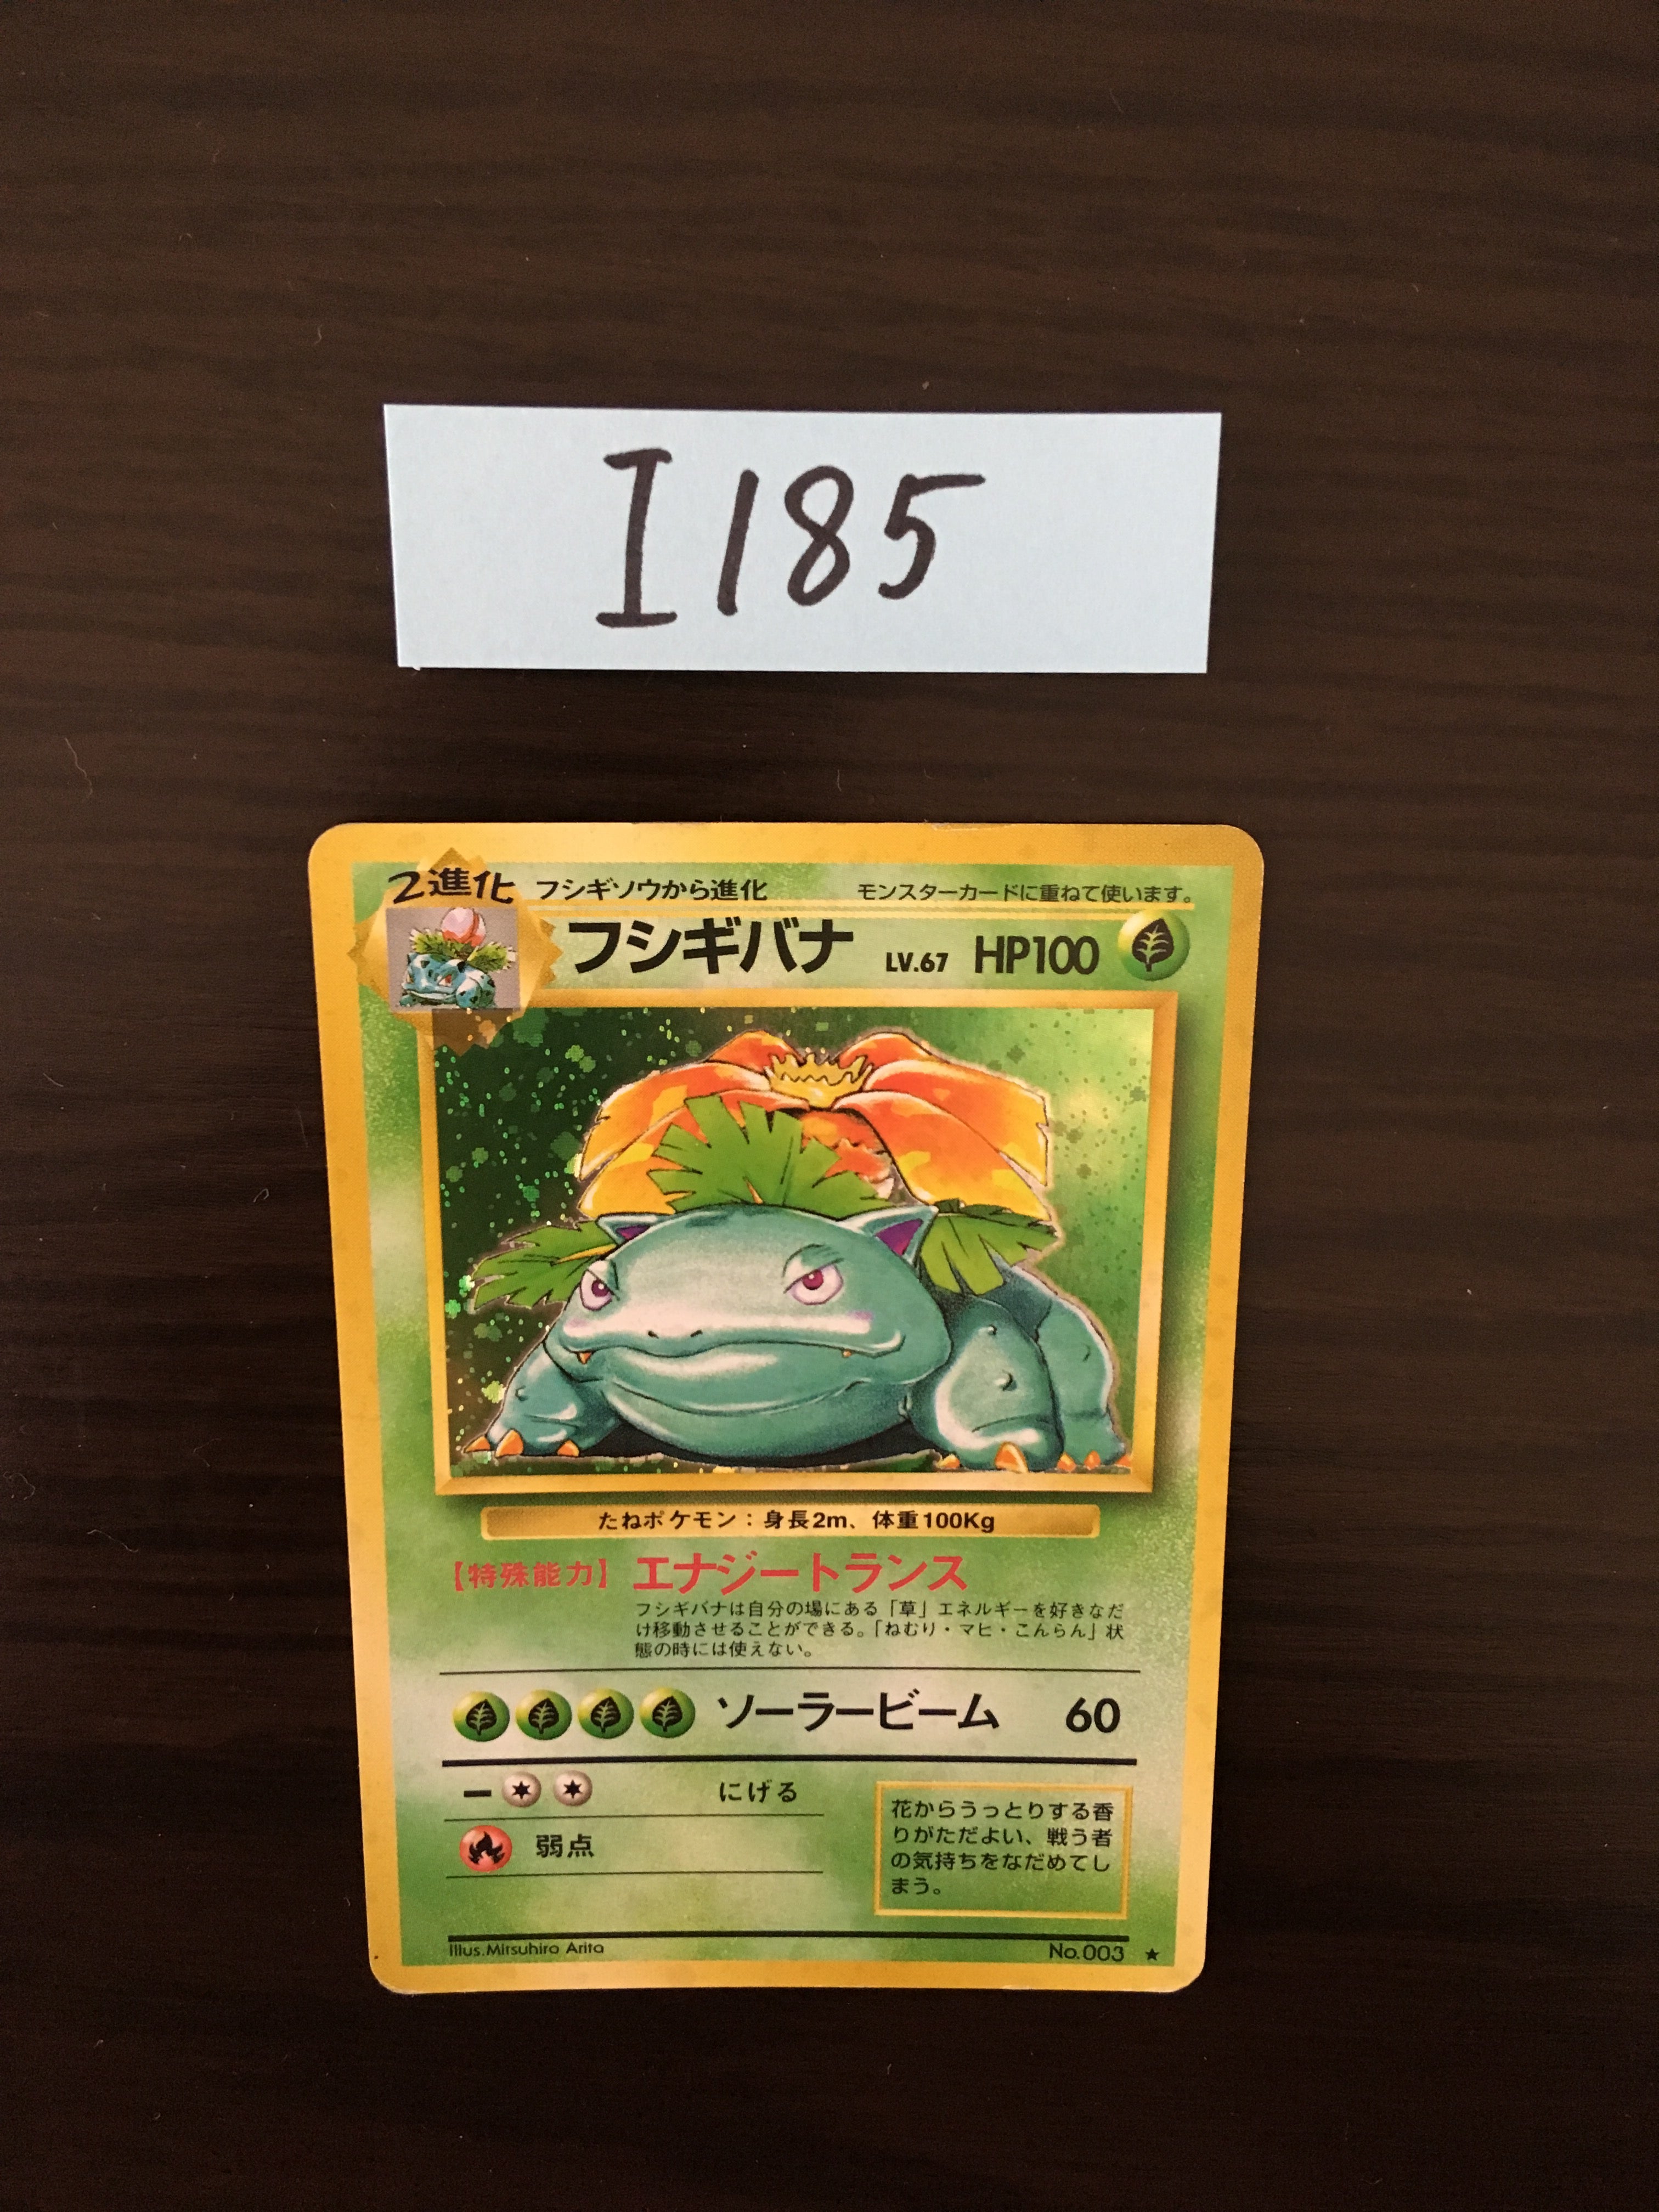 I185
2進化 フシギソウから進化 モンスターカードに重ねて使います。
フシギバナ LV.67 HP100
たねポケモン：身長2m、体重100Kg
【特殊能力】 エナジートランス
フシギバナは自分の場にある「草」エネルギーを好きなだ
け移動させることができる。「ねむり・マヒ・こんらん」状
態の時には使えない。
ソーラービーム 60
ー にげる
弱点
花からうっとりする香
りがただよい、戦う者
の気持ちをなだめてし
まう。
Illus.Mitsuhiro Arita No.003 ★